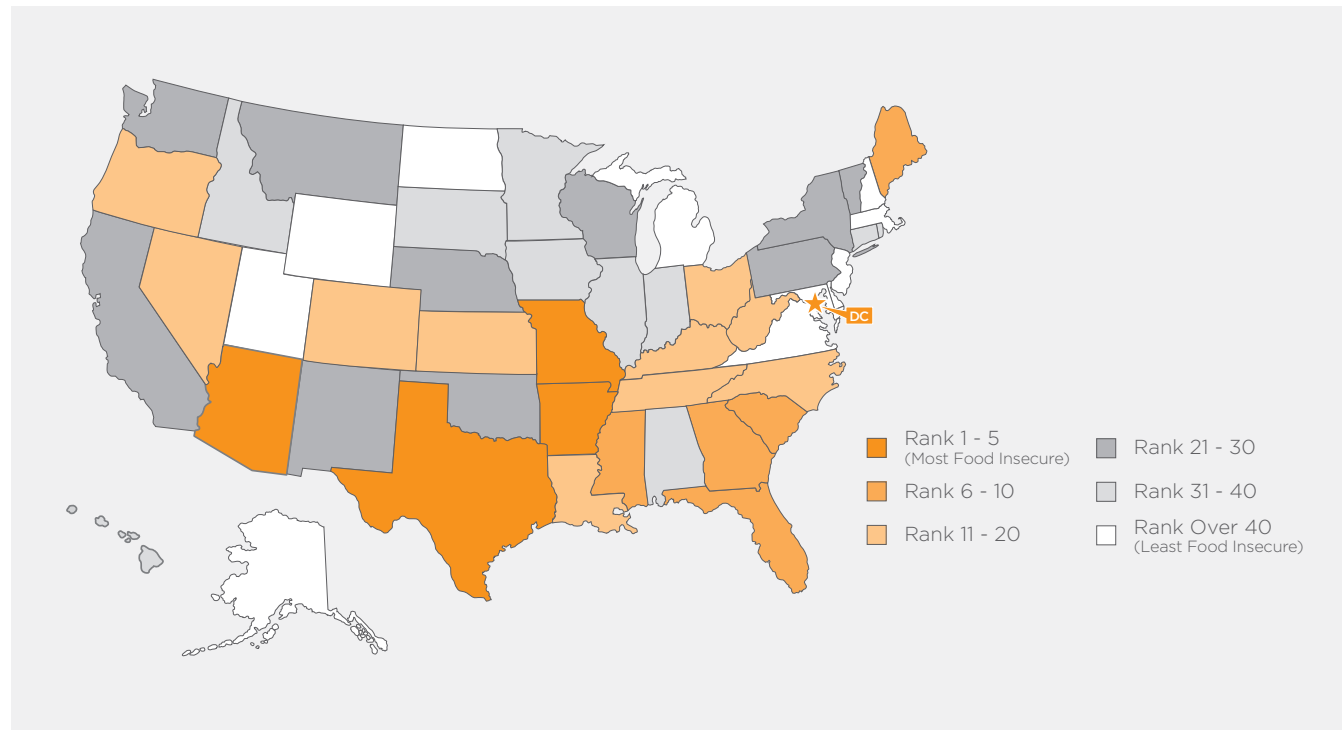 DC
Rank 1 - 5
(Most Food Insecure)
Rank 6 - 10
Rank 11 - 20
Rank 21 - 30
Rank 31 - 40
Rank Over 40
(Least Food Insecure)